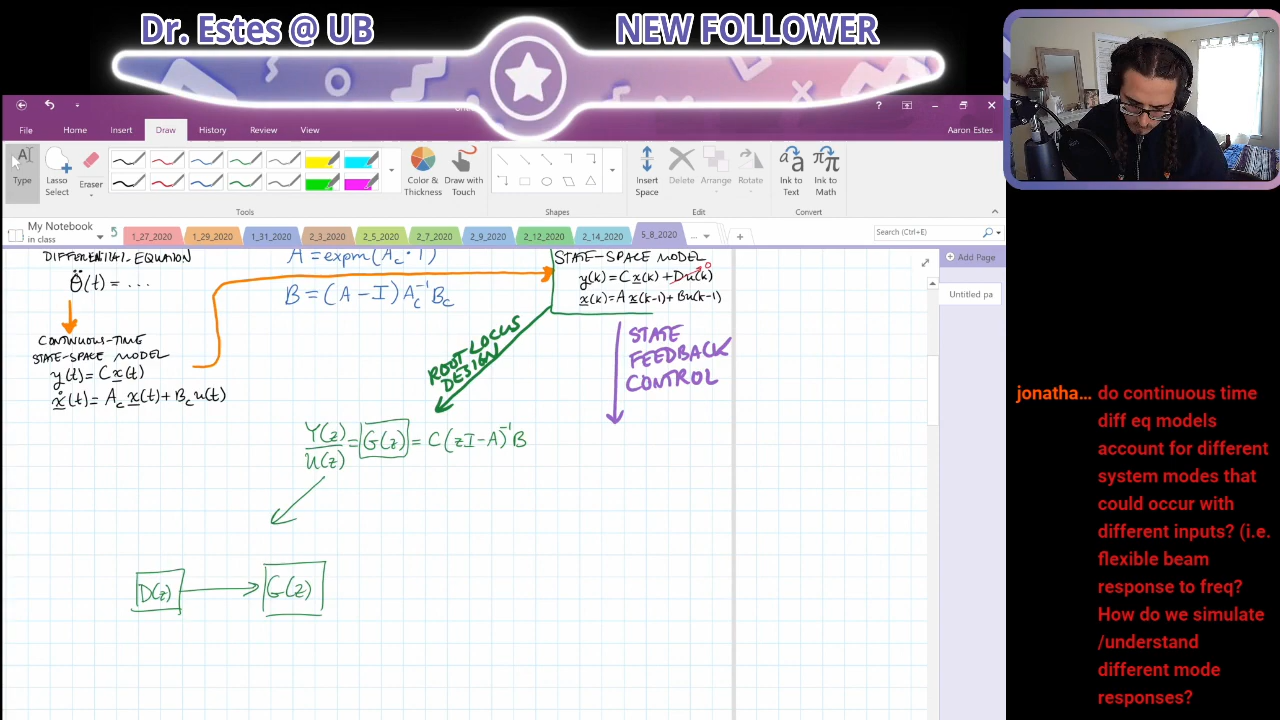 Dr. Estes @ UB
NEW FOLLOWER
Aaron Estes
File
Home
Insert
Draw
History
Review
View
Type
Lasso
Select
Eraser
Color &
Thickness
Draw with
Touch
Insert
Space
Delete
Arrange
Rotate
Ink to
Text
Ink to
Math
Tools
Shapes
Edit
Convert
My Notebook
in class
1_27_2020
1_29_2020
1_31_2020
2_3_2020
2_5_2020
2_7_2020
2_9_2020
2_12_2020
2_14_2020
5_8_2020
...
Search (Ctrl+E)
Add Page
Untitled pa
DIFFERENTIAL EQUATION
θ̈(t) = ...
CONTINUOUS-TIME
STATE-SPACE MODEL
y(t) = Cx(t)
ẋ(t) = A_c x(t) + B_c u(t)
A = expm(A_c · T)
B = (A - I) A_c^-1 B_c
STATE-SPACE MODEL
y(k) = Cx(k) + Du(k) 0
x(k) = A x(k-1) + Bu(k-1)
ROOT-LOCUS
DESIGN
STATE
FEEDBACK
CONTROL
Y(z)/U(z) = G(z) = C(zI-A)^-1 B
D(z)
G(z)
jonatha... do continuous time
diff eq models
account for different
system modes that
could occur with
different inputs? (i.e.
flexible beam
response to freq?
How do we simulate
/understand
different mode
responses?